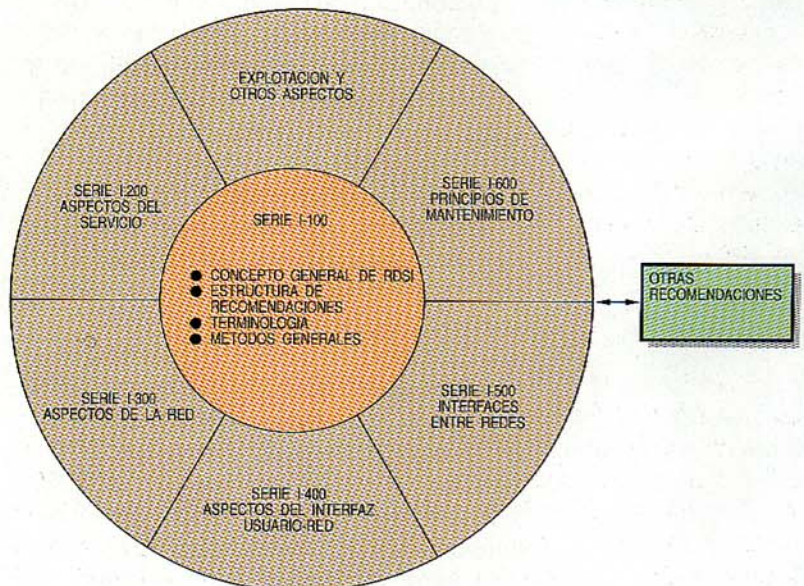 EXPLOTACION Y
OTROS ASPECTOS
SERIE I-200
ASPECTOS DEL
SERVICIO
SERIE I-600
PRINCIPIOS DE
MANTENIMIENTO
SERIE I-100
● CONCEPTO GENERAL DE RDSI
● ESTRUCTURA DE
RECOMENDACIONES
● TERMINOLOGIA
● METODOS GENERALES
OTRAS
RECOMENDACIONES
SERIE I-300
ASPECTOS DE LA RED
SERIE I-500
INTERFACES
ENTRE REDES
SERIE I-400
ASPECTOS DEL INTERFAZ
USUARIO-RED